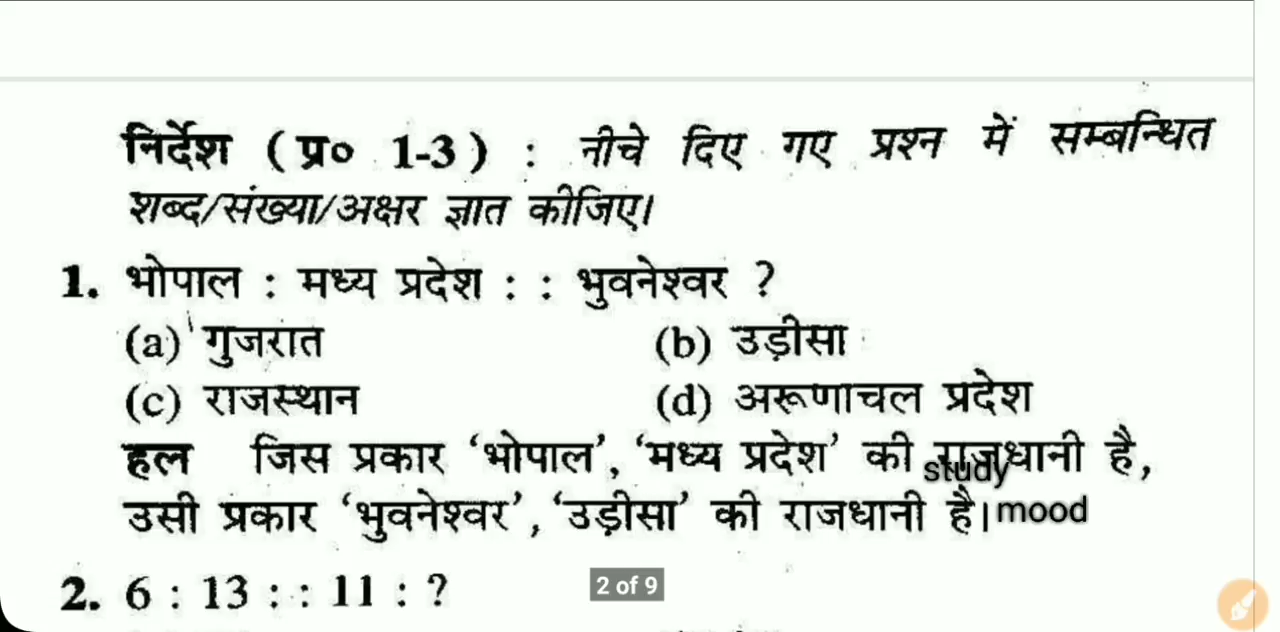 निर्देश ( प्र० 1-3 ) : नीचे दिए गए प्रश्न में सम्बन्धित
शब्द/संख्या/अक्षर ज्ञात कीजिए।
1. भोपाल : मध्य प्रदेश : : भुवनेश्वर ?
(a) गुजरात (b) उड़ीसा
(c) राजस्थान (d) अरूणाचल प्रदेश
हल जिस प्रकार ‘भोपाल’, ‘मध्य प्रदेश’ की राजधानी है,
study
उसी प्रकार ‘भुवनेश्वर’, ‘उड़ीसा’ की राजधानी है।
mood
2. 6 : 13 : : 11 : ?
2 of 9